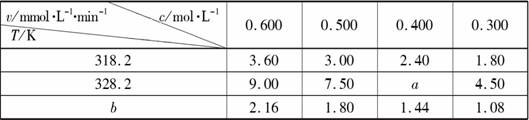 v/mmol·L⁻¹·min⁻¹ c/mol·L⁻¹ T/K 0.600 0.500 0.400 0.300
318.2 3.60 3.00 2.40 1.80
328.2 9.00 7.50 a 4.50
b 2.16 1.80 1.44 1.08